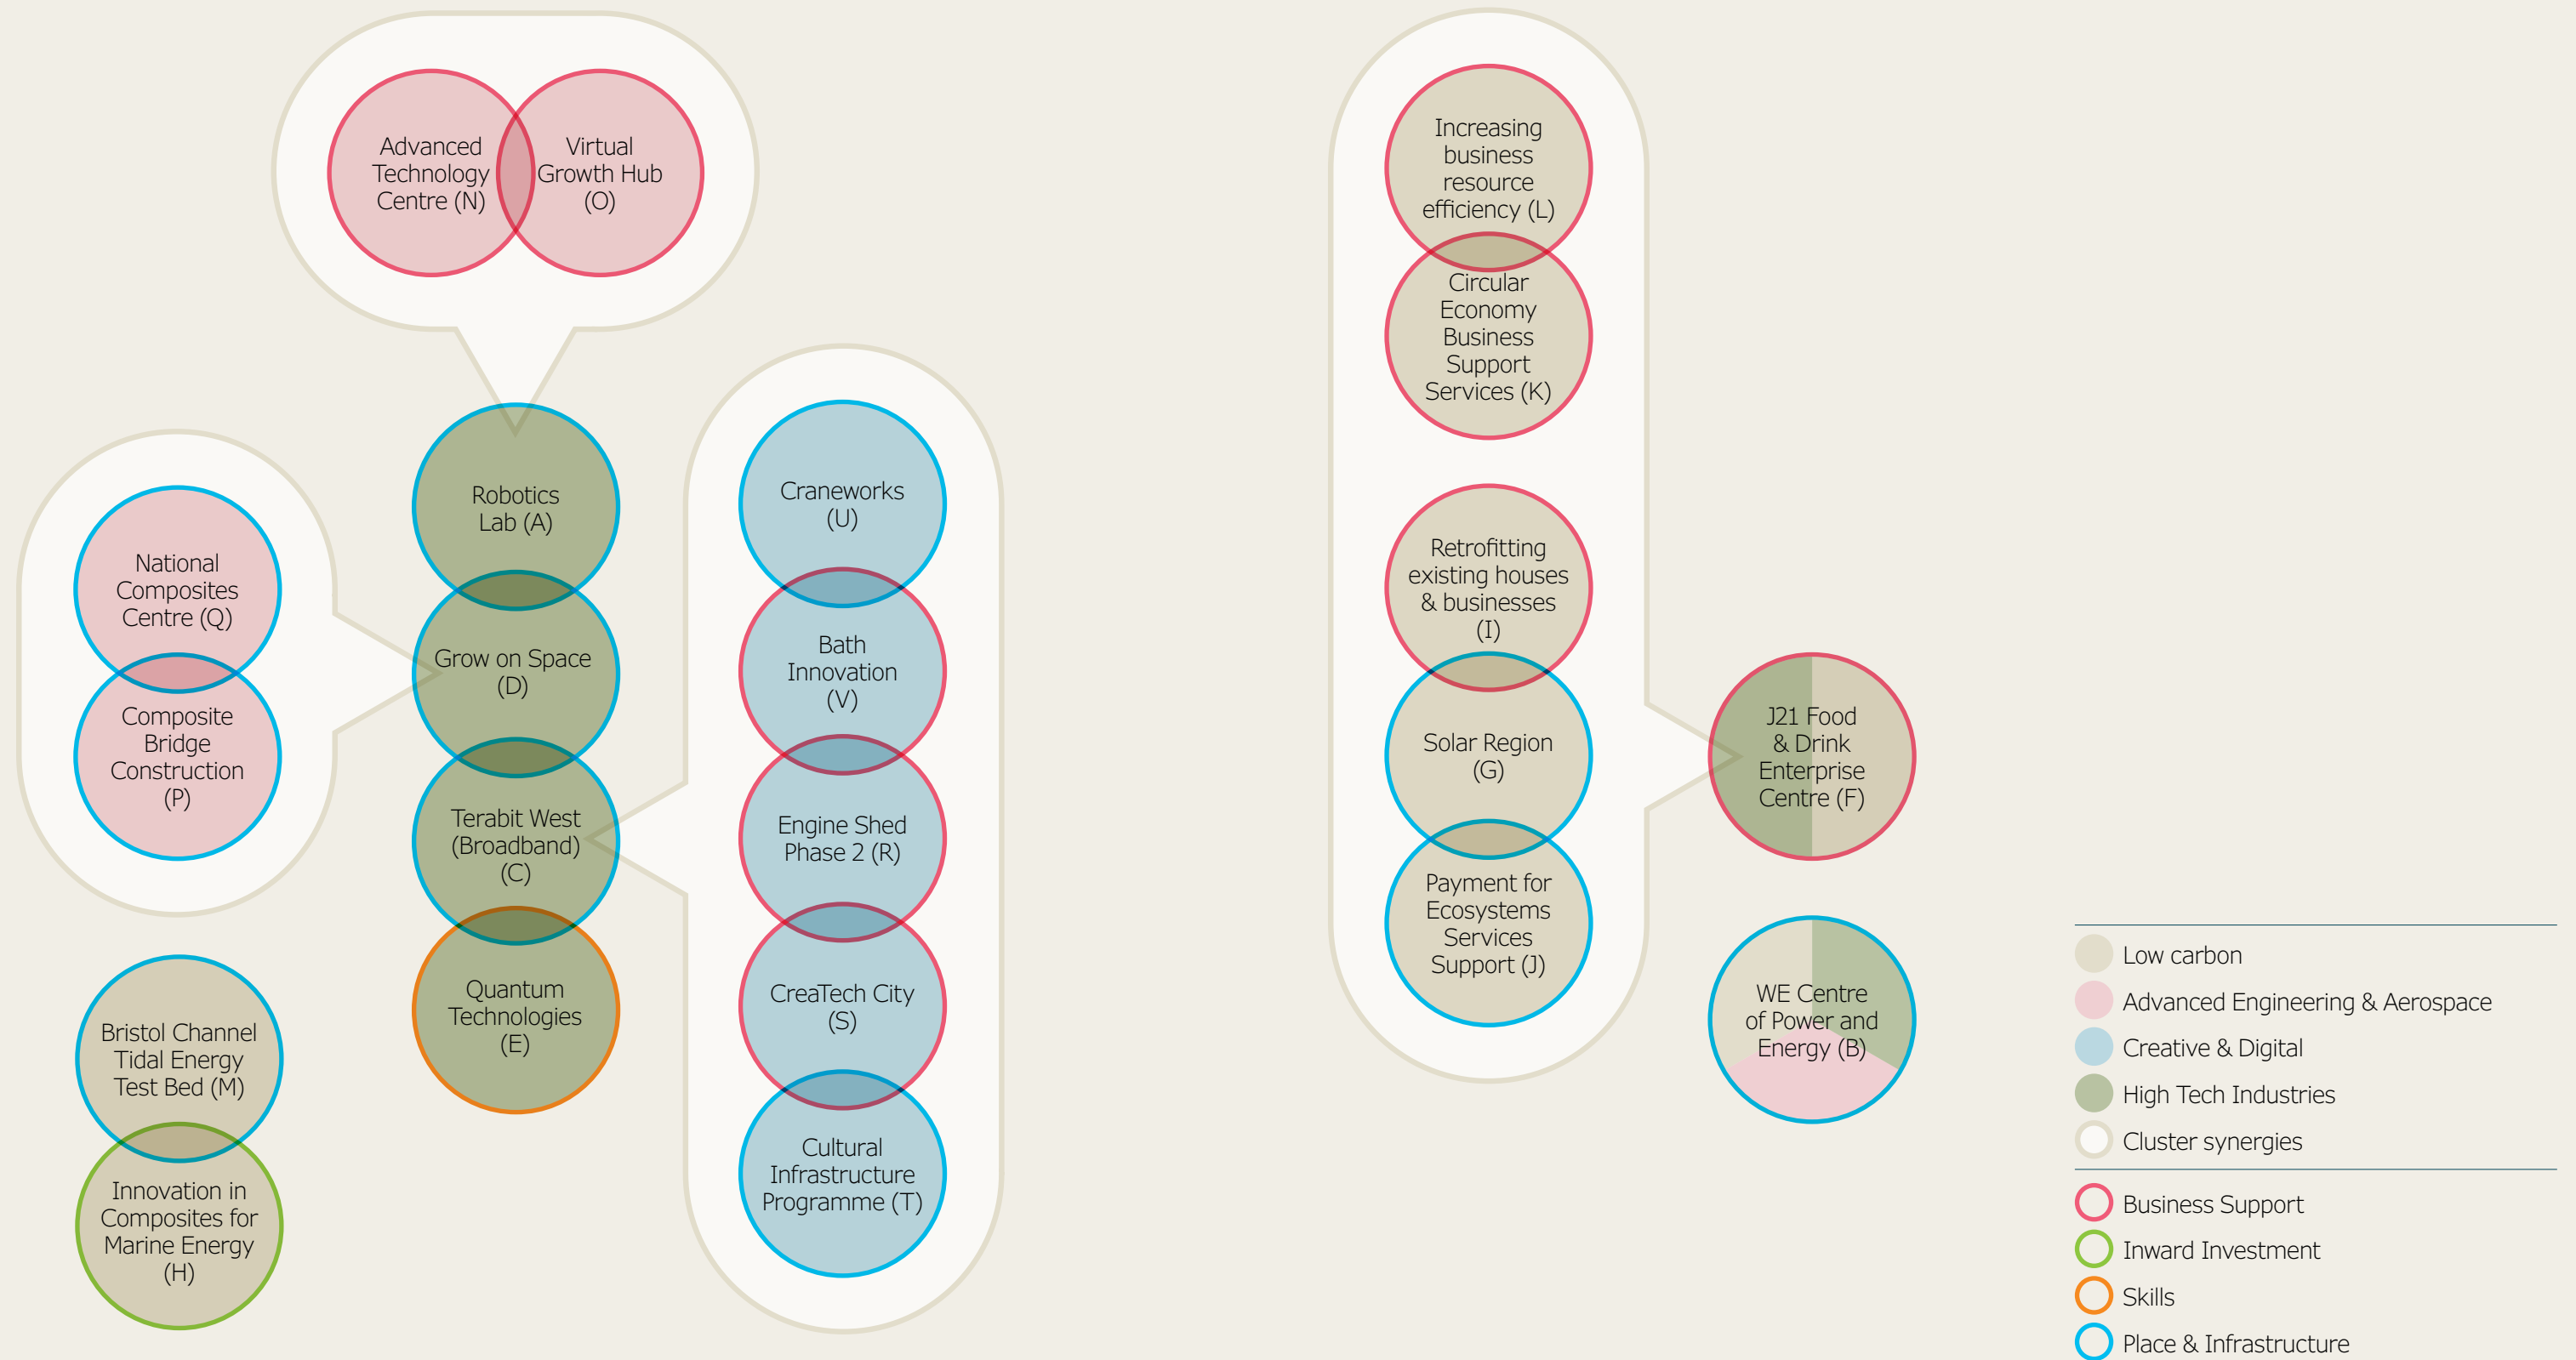 Advanced
Technology
Centre (N)
Virtual
Growth Hub
(O)
National
Composites
Centre (Q)
Composite
Bridge
Construction
(P)
Bristol Channel
Tidal Energy
Test Bed (M)
Innovation in
Composites for
Marine Energy
(H)
Robotics
Lab (A)
Grow on Space
(D)
Terabit West
(Broadband)
(C)
Quantum
Technologies
(E)
Craneworks
(U)
Bath
Innovation
(V)
Engine Shed
Phase 2 (R)
CreaTech City
(S)
Cultural
Infrastructure
Programme (T)
Increasing
business
resource
efficiency (L)
Circular
Economy
Business
Support
Services (K)
Retrofitting
existing houses
& businesses
(I)
Solar Region
(G)
Payment for
Ecosystems
Services
Support (J)
J21 Food
& Drink
Enterprise
Centre (F)
WE Centre
of Power and
Energy (B)
Low carbon
Advanced Engineering & Aerospace
Creative & Digital
High Tech Industries
Cluster synergies
Business Support
Inward Investment
Skills
Place & Infrastructure